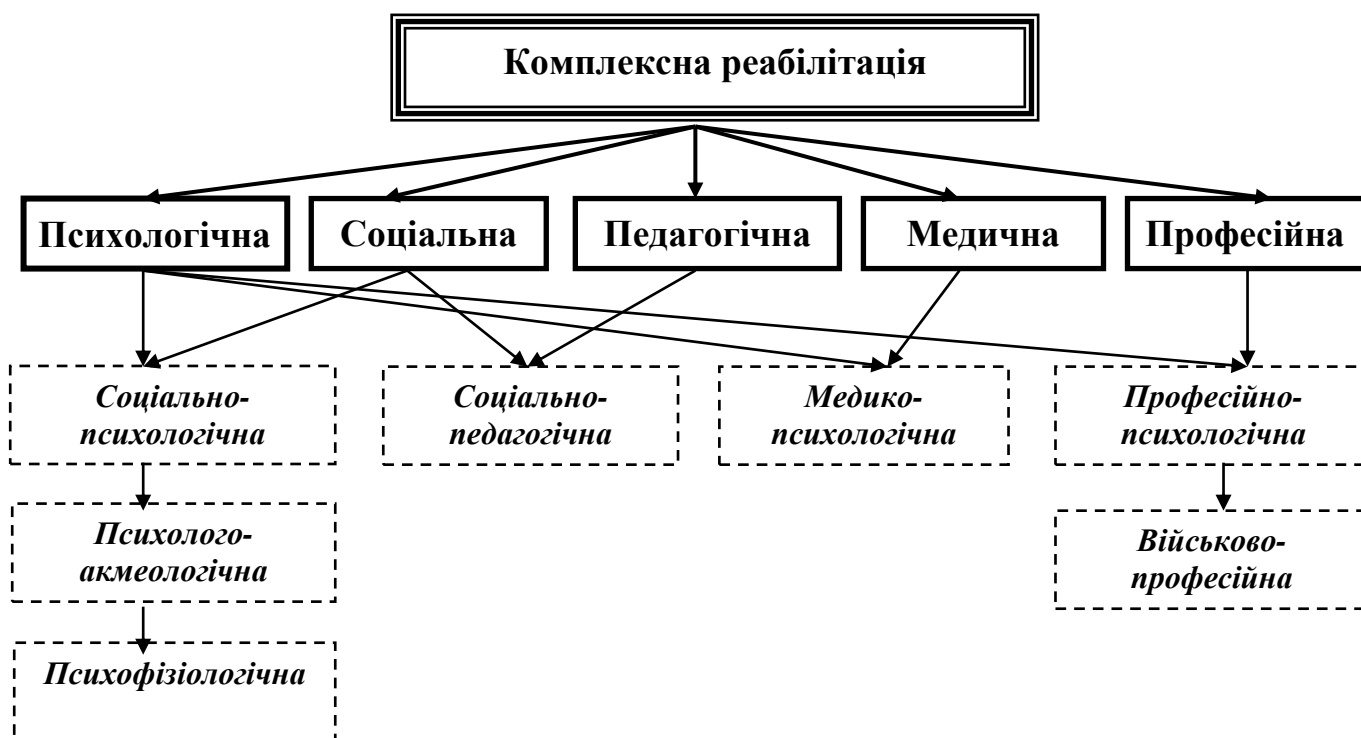 Комплексна реабілітація
Психологічна
Соціальна
Педагогічна
Медична
Професійна
Соціально-
психологічна
Соціально-
педагогічна
Медико-
психологічна
Професійно-
психологічна
Психолого-
акмеологічна
Військово-
професійна
Психофізіологічна